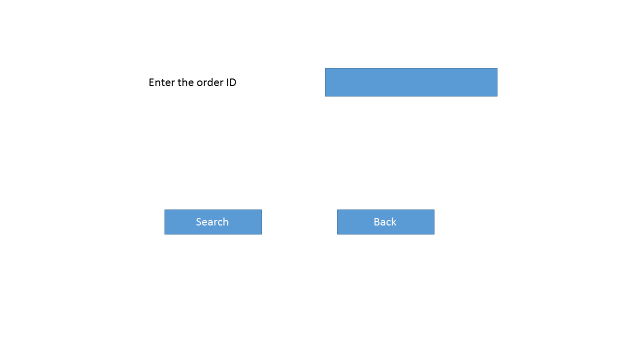 Enter the order ID
Search
Back